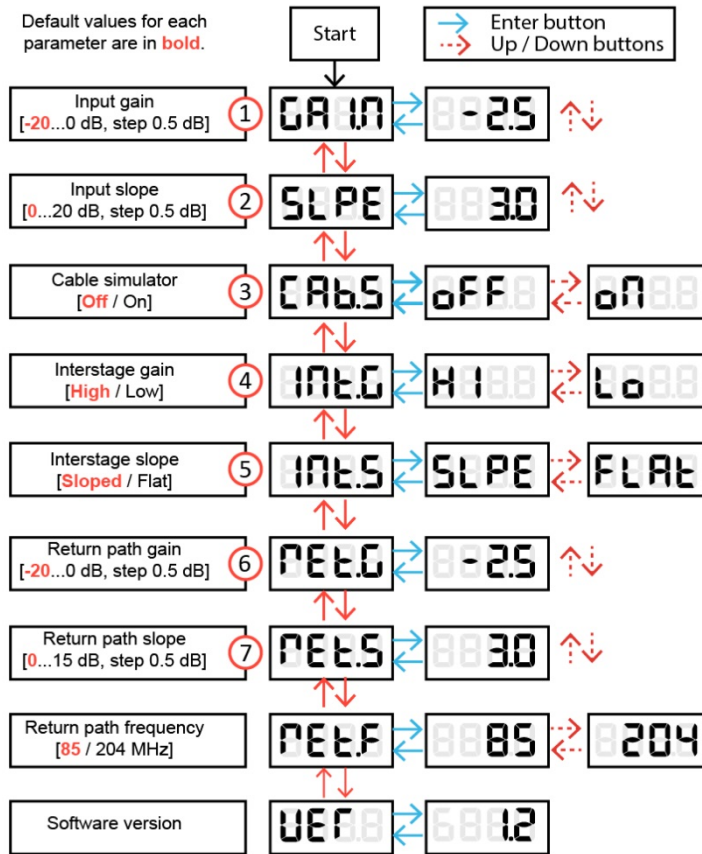 Default values for each
parameter are in bold.
Start
Enter button
Up / Down buttons
Input gain
[-20...0 dB, step 0.5 dB]
1
GAI.N
-2.5
Input slope
[0...20 dB, step 0.5 dB]
2
SLPE
3.0
Cable simulator
[Off / On]
3
CAb.S
oFF
oN
Interstage gain
[High / Low]
4
INt.G
HI
Lo
Interstage slope
[Sloped / Flat]
5
INt.S
SLPE
FLAt
Return path gain
[-20...0 dB, step 0.5 dB]
6
rEt.G
-2.5
Return path slope
[0...15 dB, step 0.5 dB]
7
rEt.S
3.0
Return path frequency
[85 / 204 MHz]
rEt.F
85
204
Software version
VEr
1.2